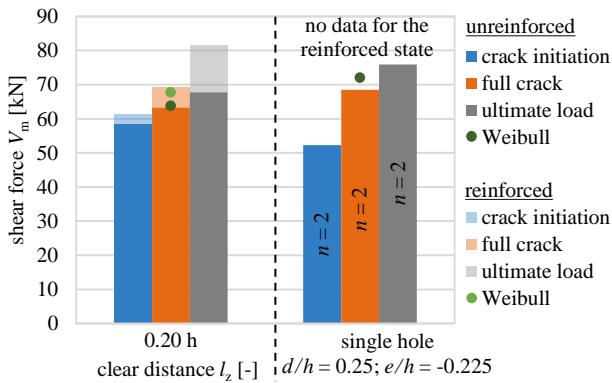 90
80
70
60
50
40
30
20
10
0
shear force Vm [kN]
no data for the
reinforced state
n = 2
n = 2
n = 2
0.20 h
single hole
clear distance lz [-]
d/h = 0.25; e/h = -0.225
unreinforced
crack initiation
full crack
ultimate load
Weibull
reinforced
crack initiation
full crack
ultimate load
Weibull